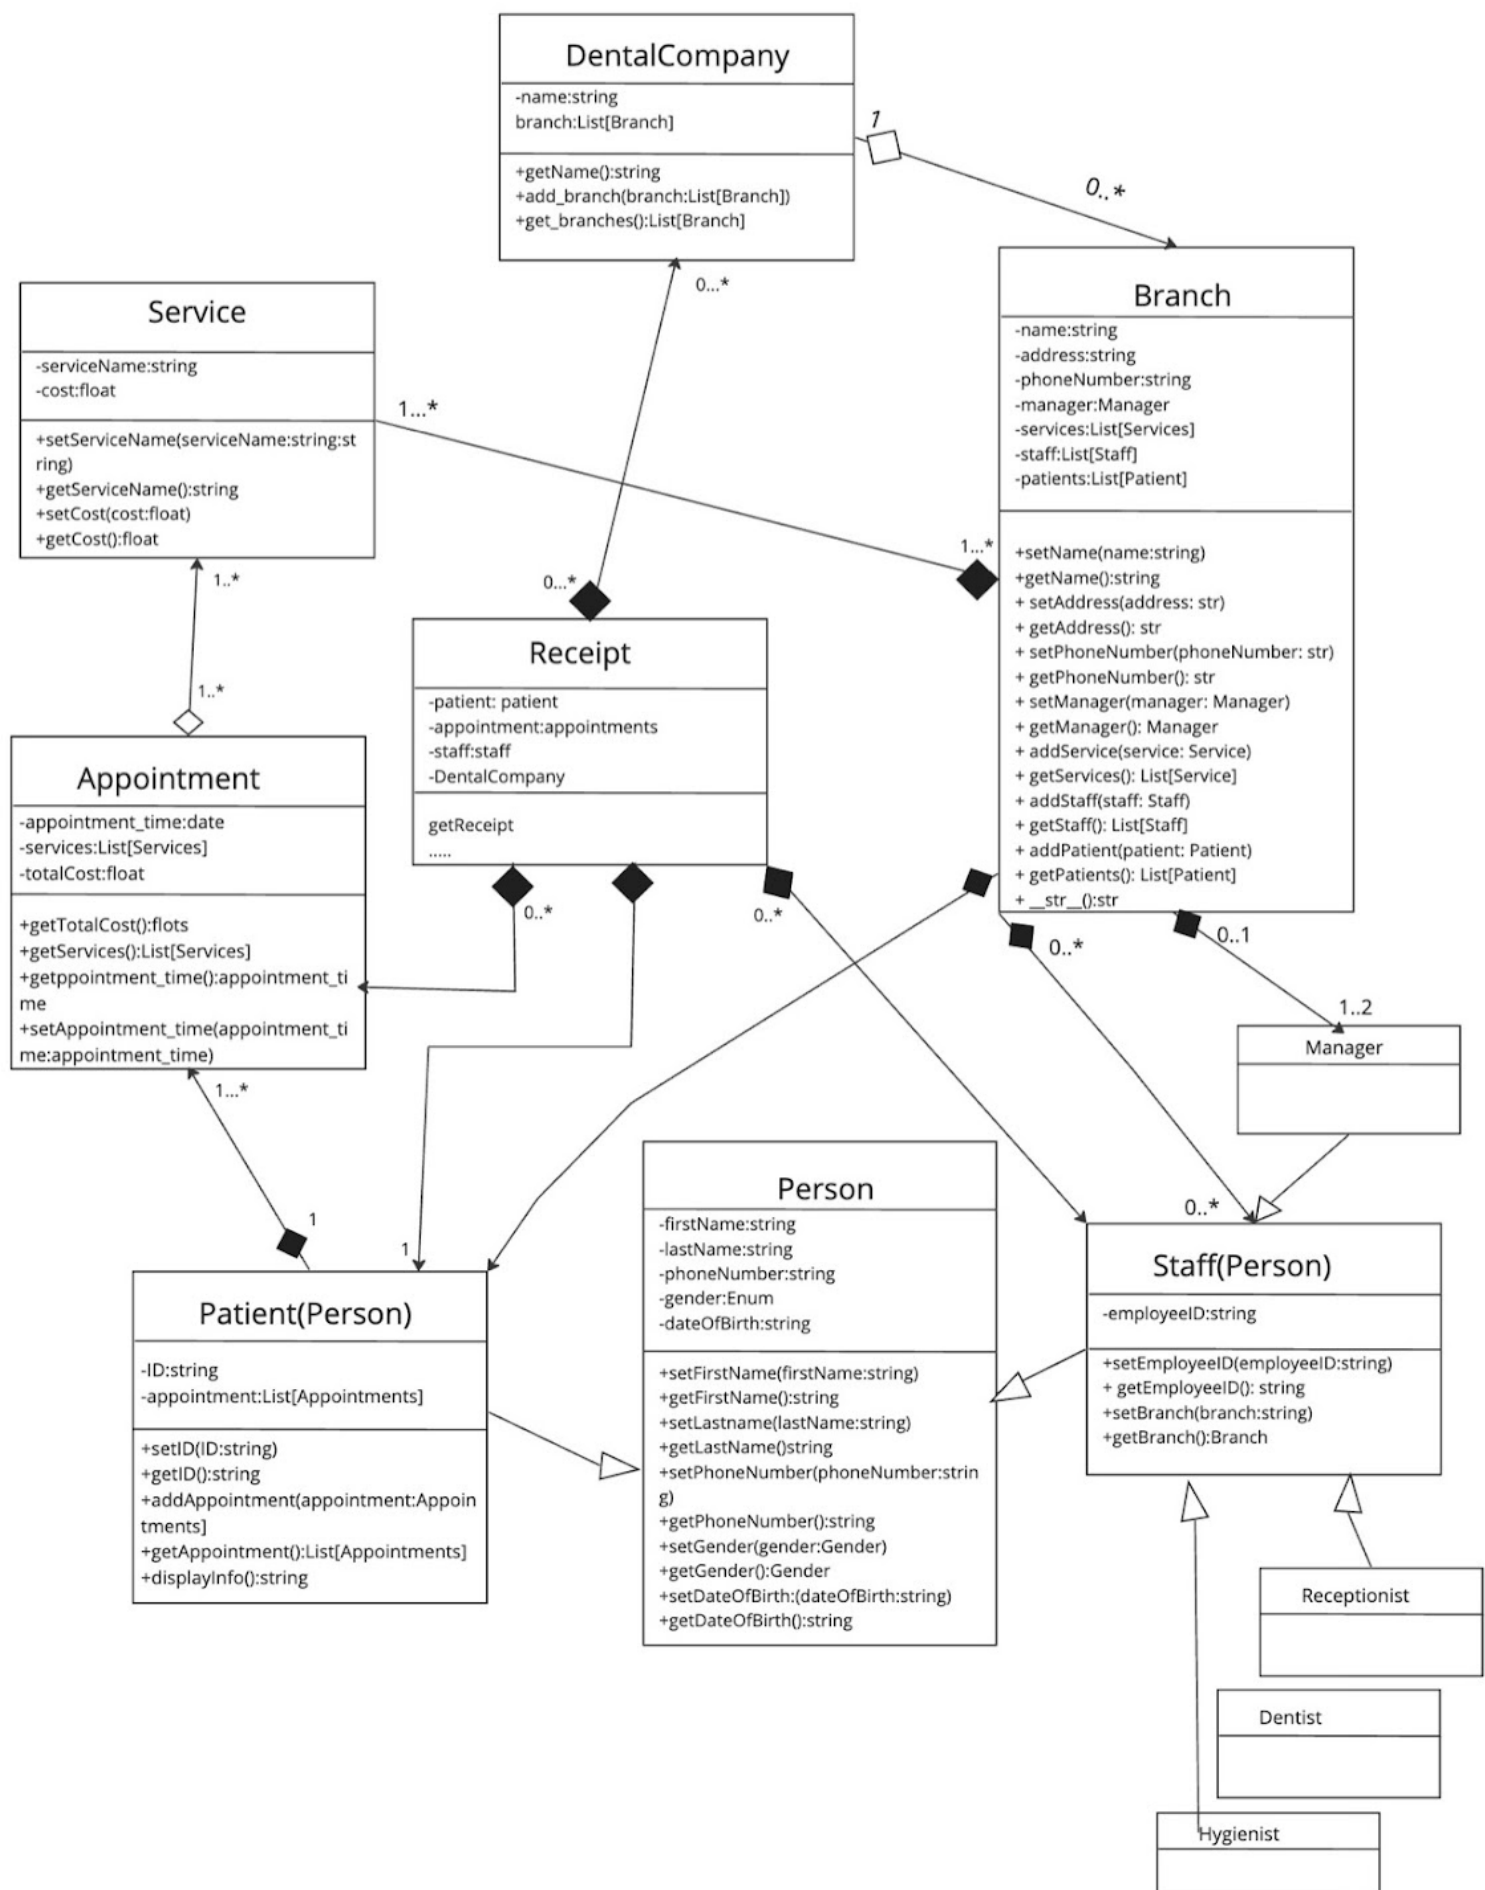 DentalCompany
-name:string
branch:List[Branch]
+getName():string
+add_branch(branch:List[Branch])
+get_branches():List[Branch]
1
0..*
0...*
Service
-serviceName:string
-cost:float
+setServiceName(serviceName:string:st
ring)
+getServiceName():string
+setCost(cost:float)
+getCost():float
1...*
1..*
1..*
Branch
-name:string
-address:string
-phoneNumber:string
-manager:Manager
-services:List[Services]
-staff:List[Staff]
-patients:List[Patient]
+setName(name:string)
+getName():string
+ setAddress(address: str)
+ getAddress(): str
+ setPhoneNumber(phoneNumber: str)
+ getPhoneNumber(): str
+ setManager(manager: Manager)
+ getManager(): Manager
+ addService(service: Service)
+ getServices(): List[Service]
+ addStaff(staff: Staff)
+ getStaff(): List[Staff]
+ addPatient(patient: Patient)
+ getPatients(): List[Patient]
+ __str__():str
1...*
0...*
Receipt
-patient: patient
-appointment:appointments
-staff:staff
-DentalCompany
getReceipt
.....
0..*
0..*
0..*
0..1
1..2
Appointment
-appointment_time:date
-services:List[Services]
-totalCost:float
+getTotalCost():flots
+getServices():List[Services]
+getppointment_time():appointment_ti
me
+setAppointment_time(appointment_ti
me:appointment_time)
1...*
1
1
Manager
0..*
Person
-firstName:string
-lastName:string
-phoneNumber:string
-gender:Enum
-dateOfBirth:string
+setFirstName(firstName:string)
+getFirstName():string
+setLastname(lastName:string)
+getLastName()string
+setPhoneNumber(phoneNumber:strin
g)
+getPhoneNumber():string
+setGender(gender:Gender)
+getGender():Gender
+setDateOfBirth:(dateOfBirth:string)
+getDateOfBirth():string
Staff(Person)
-employeeID:string
+setEmployeeID(employeeID:string)
+ getEmployeeID(): string
+setBranch(branch:string)
+getBranch():Branch
Patient(Person)
-ID:string
-appointment:List[Appointments]
+setID(ID:string)
+getID():string
+addAppointment(appointment:Appoin
tments]
+getAppointment():List[Appointments]
+displayInfo():string
Receptionist
Dentist
Hygienist